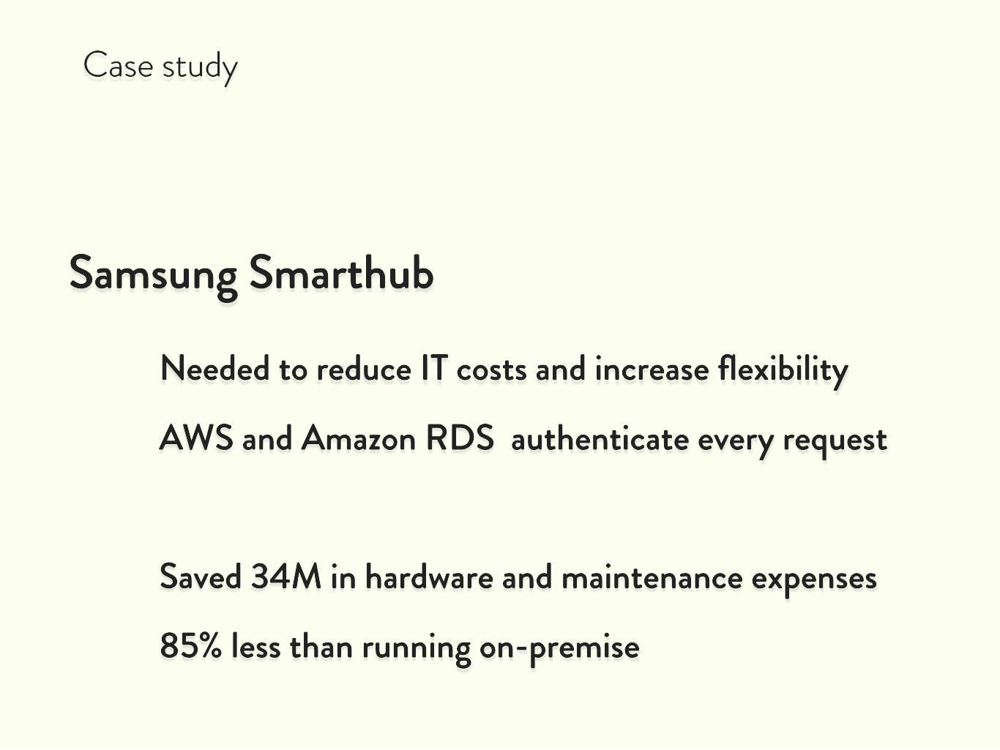 Case study
Samsung Smarthub
Needed to reduce IT costs and increase flexibility
AWS and Amazon RDS  authenticate every request
Saved 34M in hardware and maintenance expenses
85% less than running on-premise